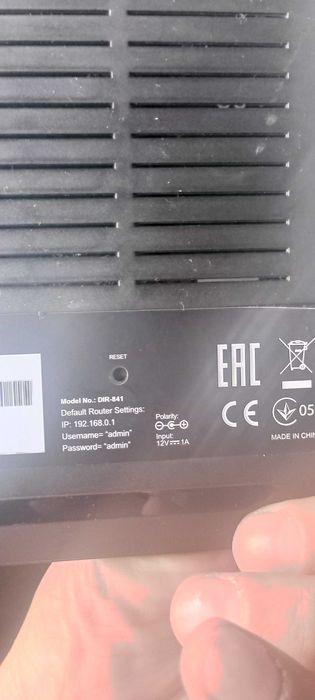 RESET
Model No.: DIR-841
Default Router Settings:
IP: 192.168.0.1
Username= "admin"
Password= "admin"
Polarity:
Input:
12V⎓1A
EAC
CE
05
MADE IN CHIN